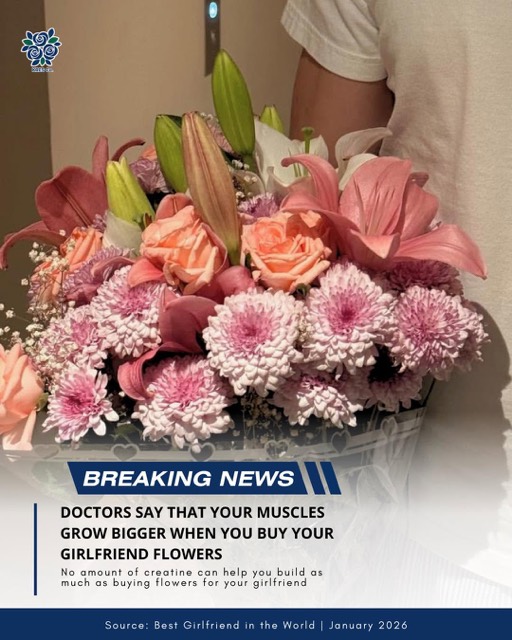 BREAKING NEWS
DOCTORS SAY THAT YOUR MUSCLES
GROW BIGGER WHEN YOU BUY YOUR
GIRLFRIEND FLOWERS
No amount of creatine can help you build as
much as buying flowers for your girlfriend
Source: Best Girlfriend in the World | January 2026